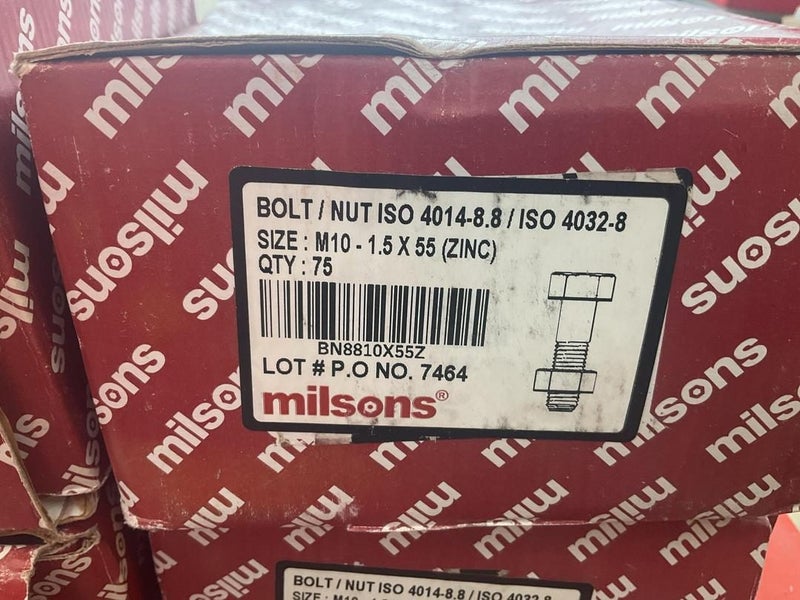 milsons
BOLT / NUT ISO 4014-8.8 / ISO 4032-8
SIZE : M10 - 1.5 X 55 (ZINC)
QTY : 75
BN8810X55Z
LOT # P.O NO. 7464
milsons®
milsons
milsons
milsons
milsons
BOLT / NUT ISO 4014-8.8 / ISO 4032-8